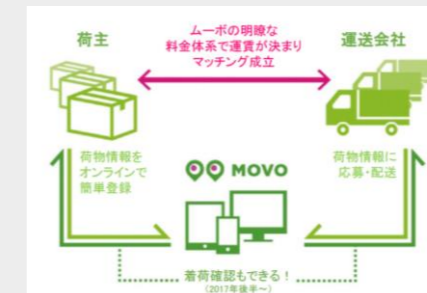 荷主
ムーボの明瞭な
料金体系で運賃が決まり
マッチング成立
運送会社
荷物情報を
オンラインで
簡単登録
MOVO
荷物情報に
応募・配送
着荷確認もできる！
（2017年後半〜）